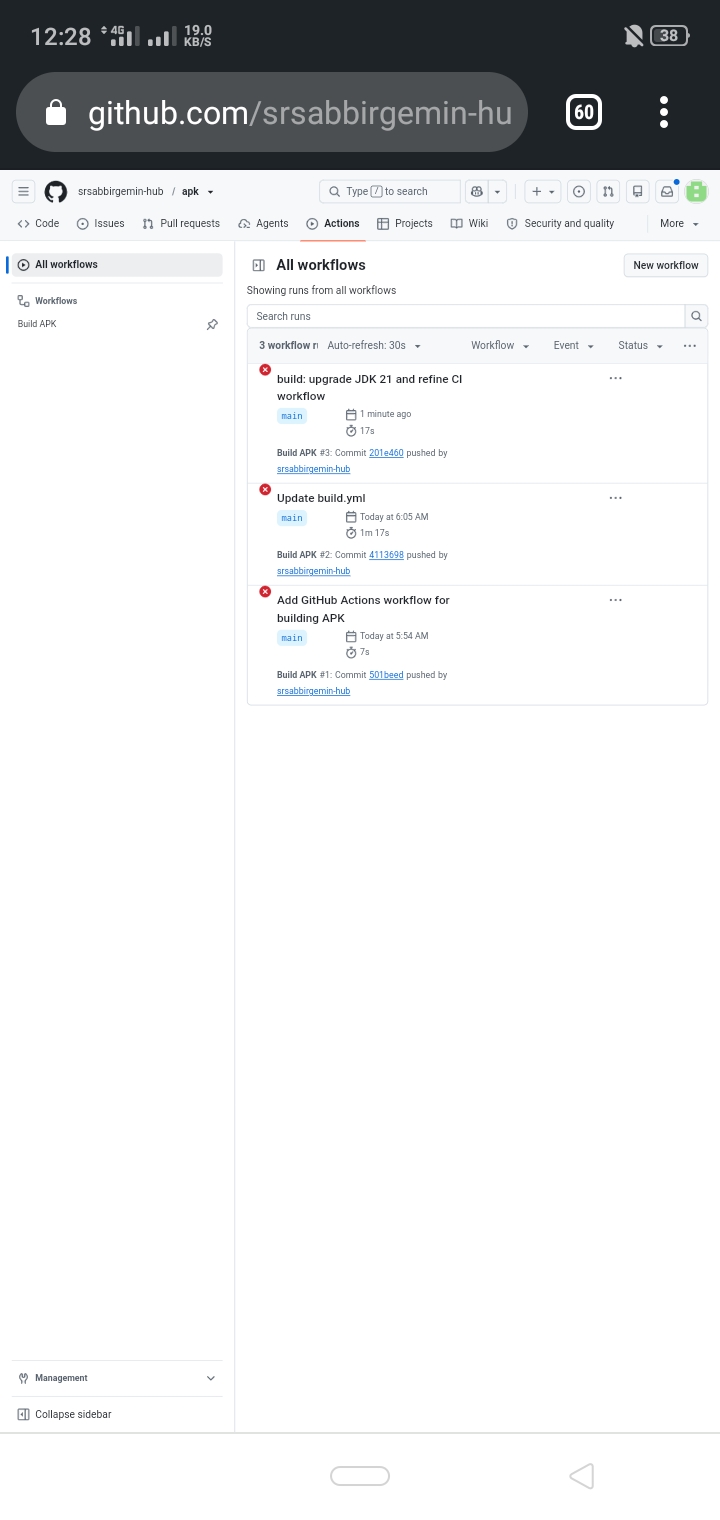 12:28 4G 19.0 KB/S 38
github.com/srsabbirgemin-hu 60
srsabbirgemin-hub / apk Type / to search
Code Issues Pull requests Agents Actions Projects Wiki Security and quality More
All workflows
Workflows
Build APK
All workflows New workflow
Showing runs from all workflows
Search runs
3 workflow ru Auto-refresh: 30s Workflow Event Status
build: upgrade JDK 21 and refine CI
workflow
main 1 minute ago
17s
Build APK #3: Commit 201e460 pushed by
srsabbirgemin-hub
Update build.yml
main Today at 6:05 AM
1m 17s
Build APK #2: Commit 4113698 pushed by
srsabbirgemin-hub
Add GitHub Actions workflow for
building APK
main Today at 5:54 AM
7s
Build APK #1: Commit 501beed pushed by
srsabbirgemin-hub
Management
Collapse sidebar